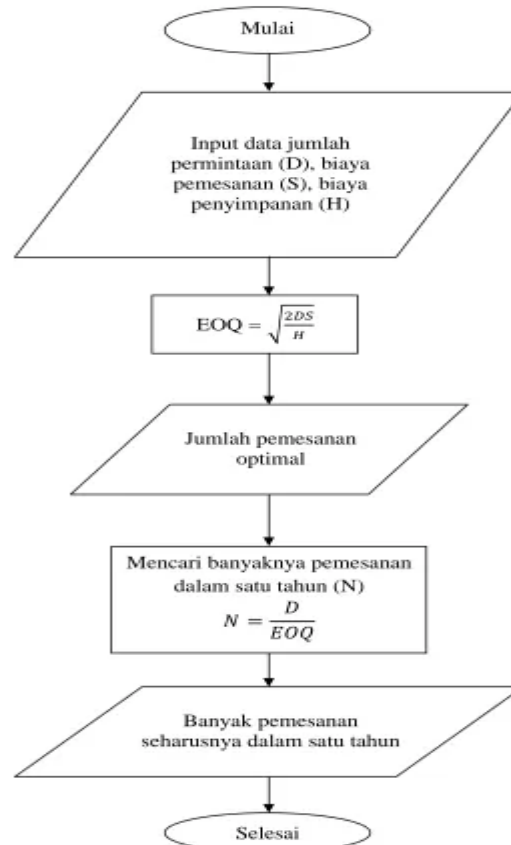 Mulai
Input data jumlah
permintaan (D), biaya
pemesanan (S), biaya
penyimpanan (H)
EOQ = √(2DS/H)
Jumlah pemesanan
optimal
Mencari banyaknya pemesanan
dalam satu tahun (N)
N = D/EOQ
Banyak pemesanan
seharusnya dalam satu tahun
Selesai